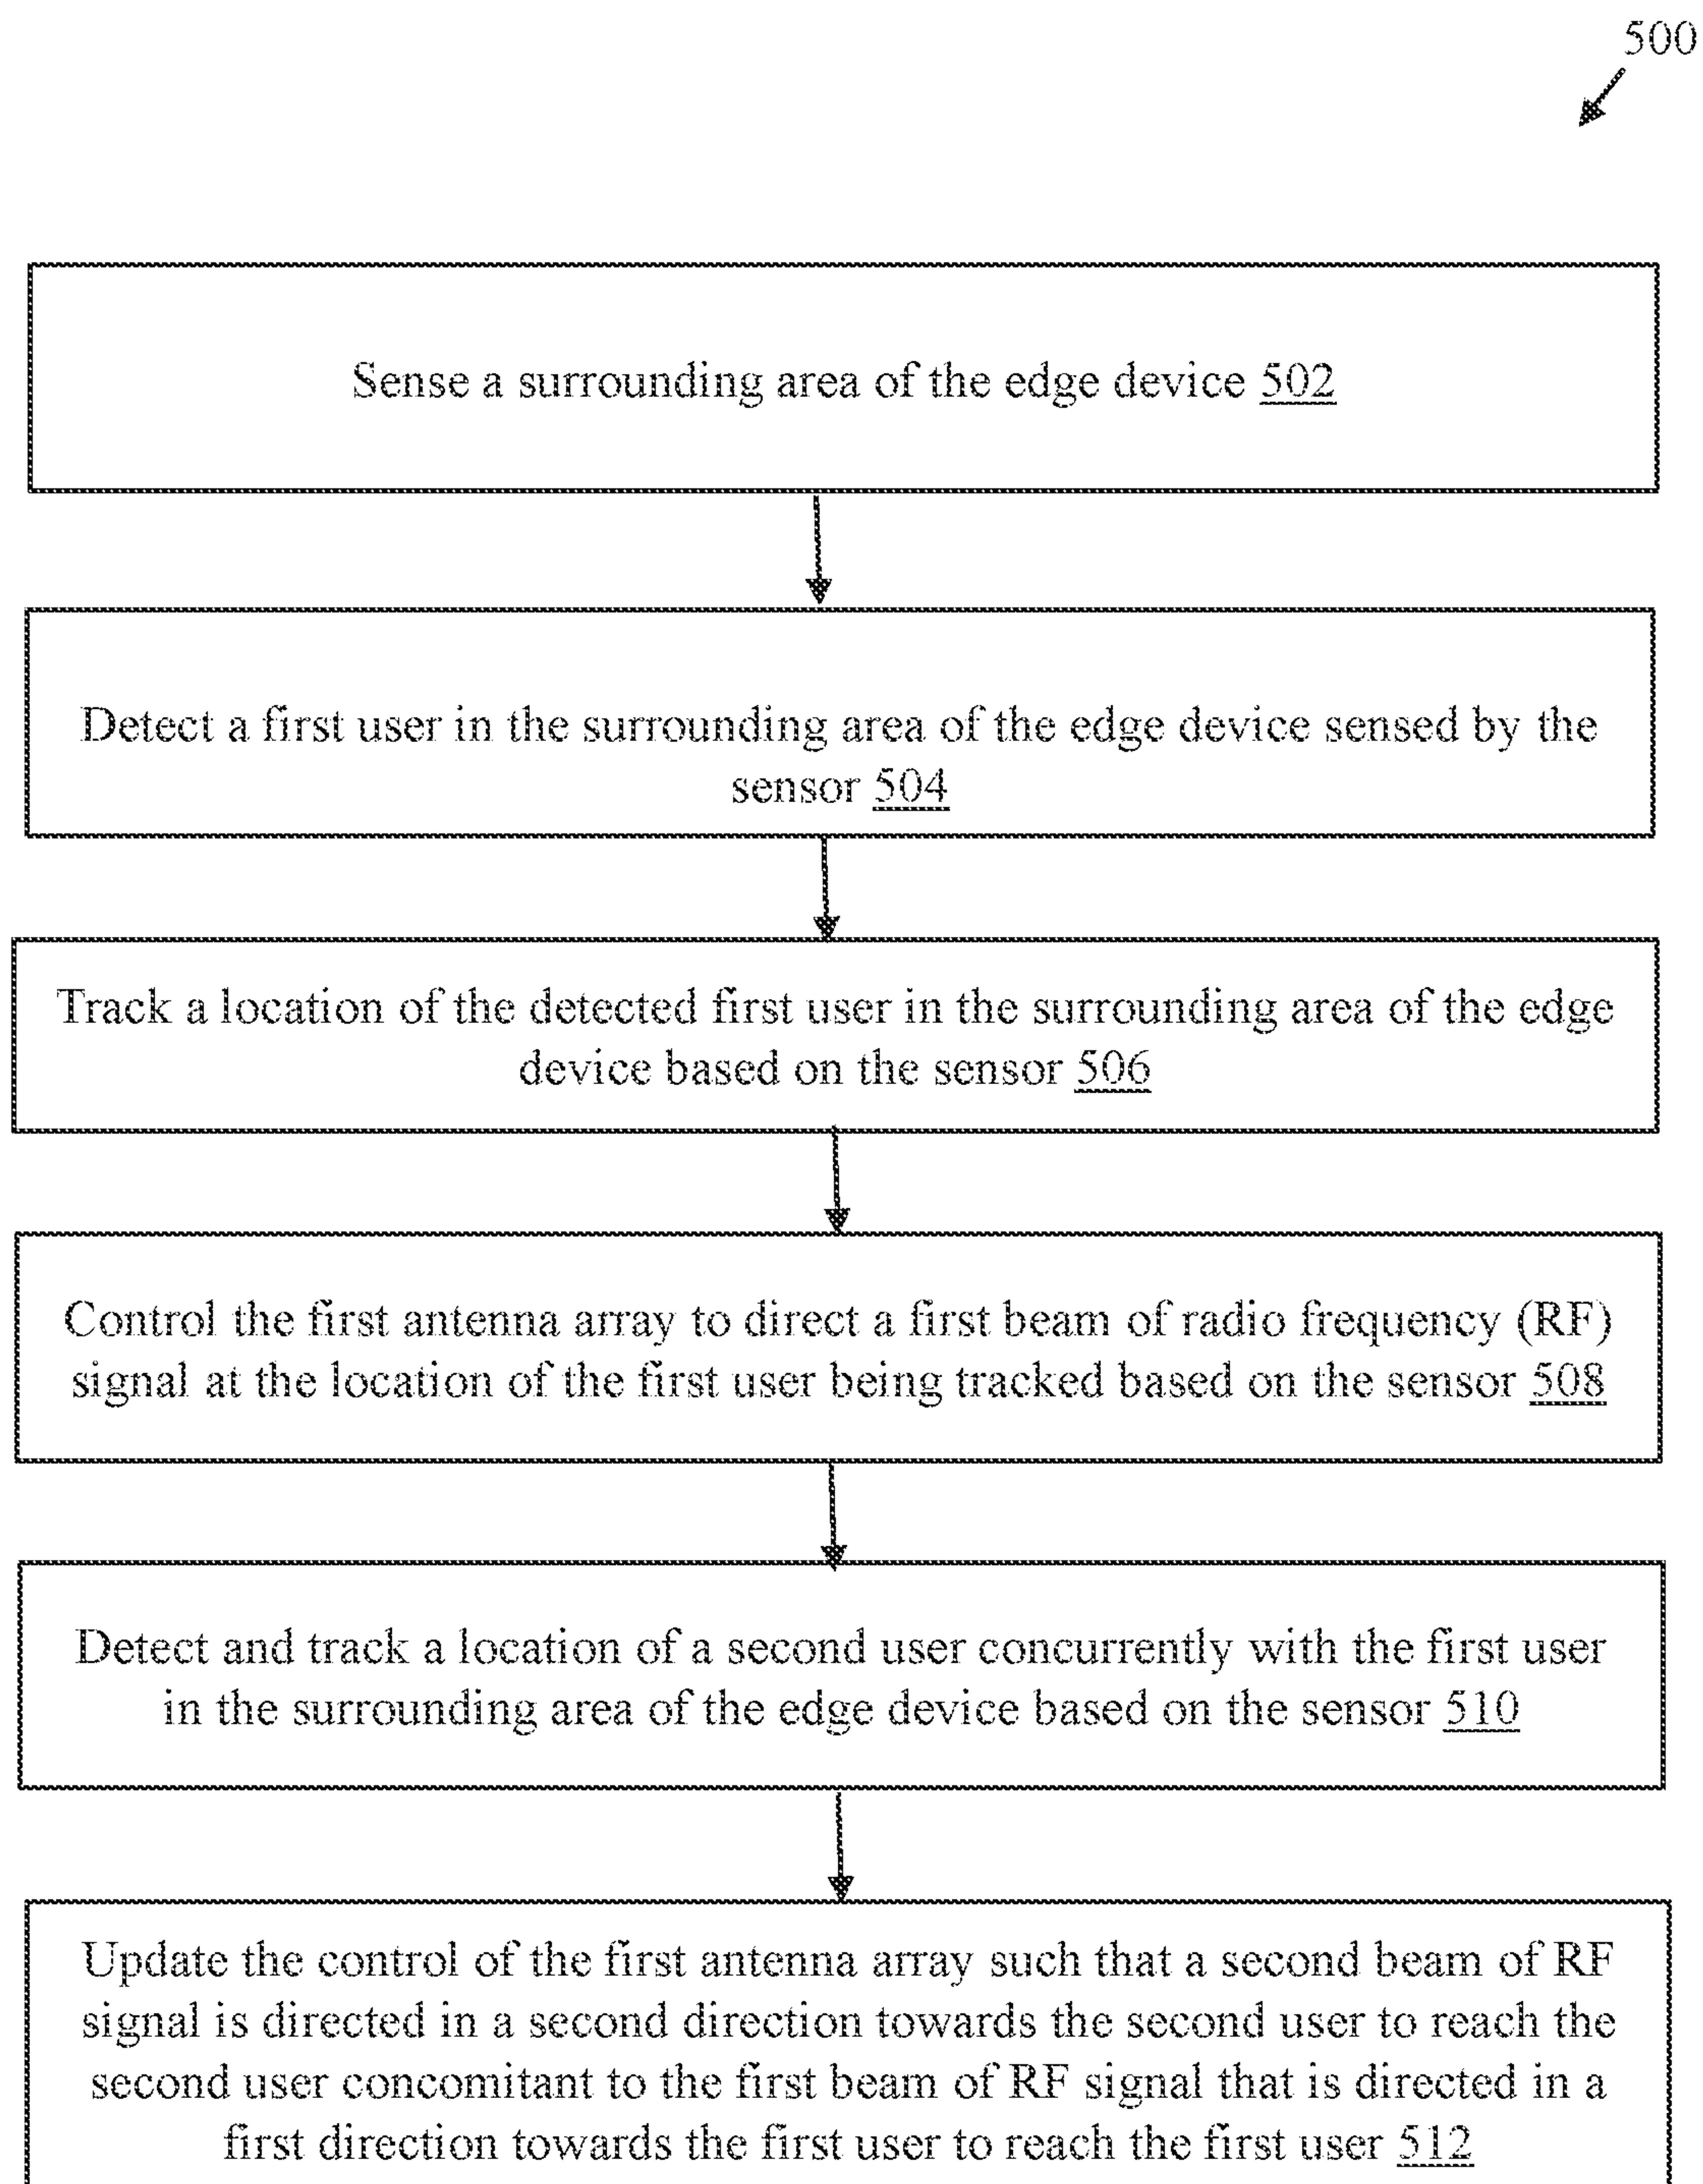 500
Sense a surrounding area of the edge device 502
Detect a first user in the surrounding area of the edge device sensed by the
sensor 504
Track a location of the detected first user in the surrounding area of the edge
device based on the sensor 506
Control the first antenna array to direct a first beam of radio frequency (RF)
signal at the location of the first user being tracked based on the sensor 508
Detect and track a location of a second user concurrently with the first user
in the surrounding area of the edge device based on the sensor 510
Update the control of the first antenna array such that a second beam of RF
signal is directed in a second direction towards the second user to reach the
second user concomitant to the first beam of RF signal that is directed in a
first direction towards the first user to reach the first user 512